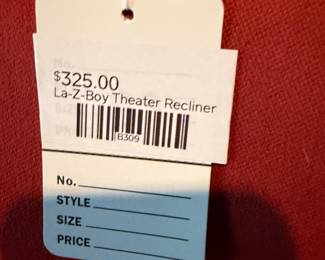 $325.00
La-Z-Boy Theater Recliner
B309
No.
STYLE
SIZE
PRICE